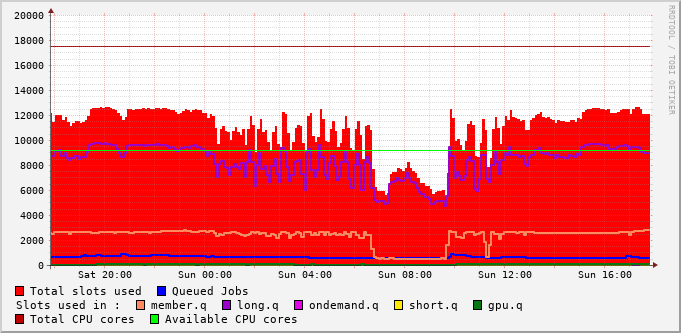 20000
18000
16000
14000
12000
10000
8000
6000
4000
2000
0
Sat 20:00 Sun 00:00 Sun 04:00 Sun 08:00 Sun 12:00 Sun 16:00
Total slots used Queued Jobs
Slots used in : member.q long.q ondemand.q short.q gpu.q
Total CPU cores Available CPU cores
RRDTOOL / TOBI OETIKER